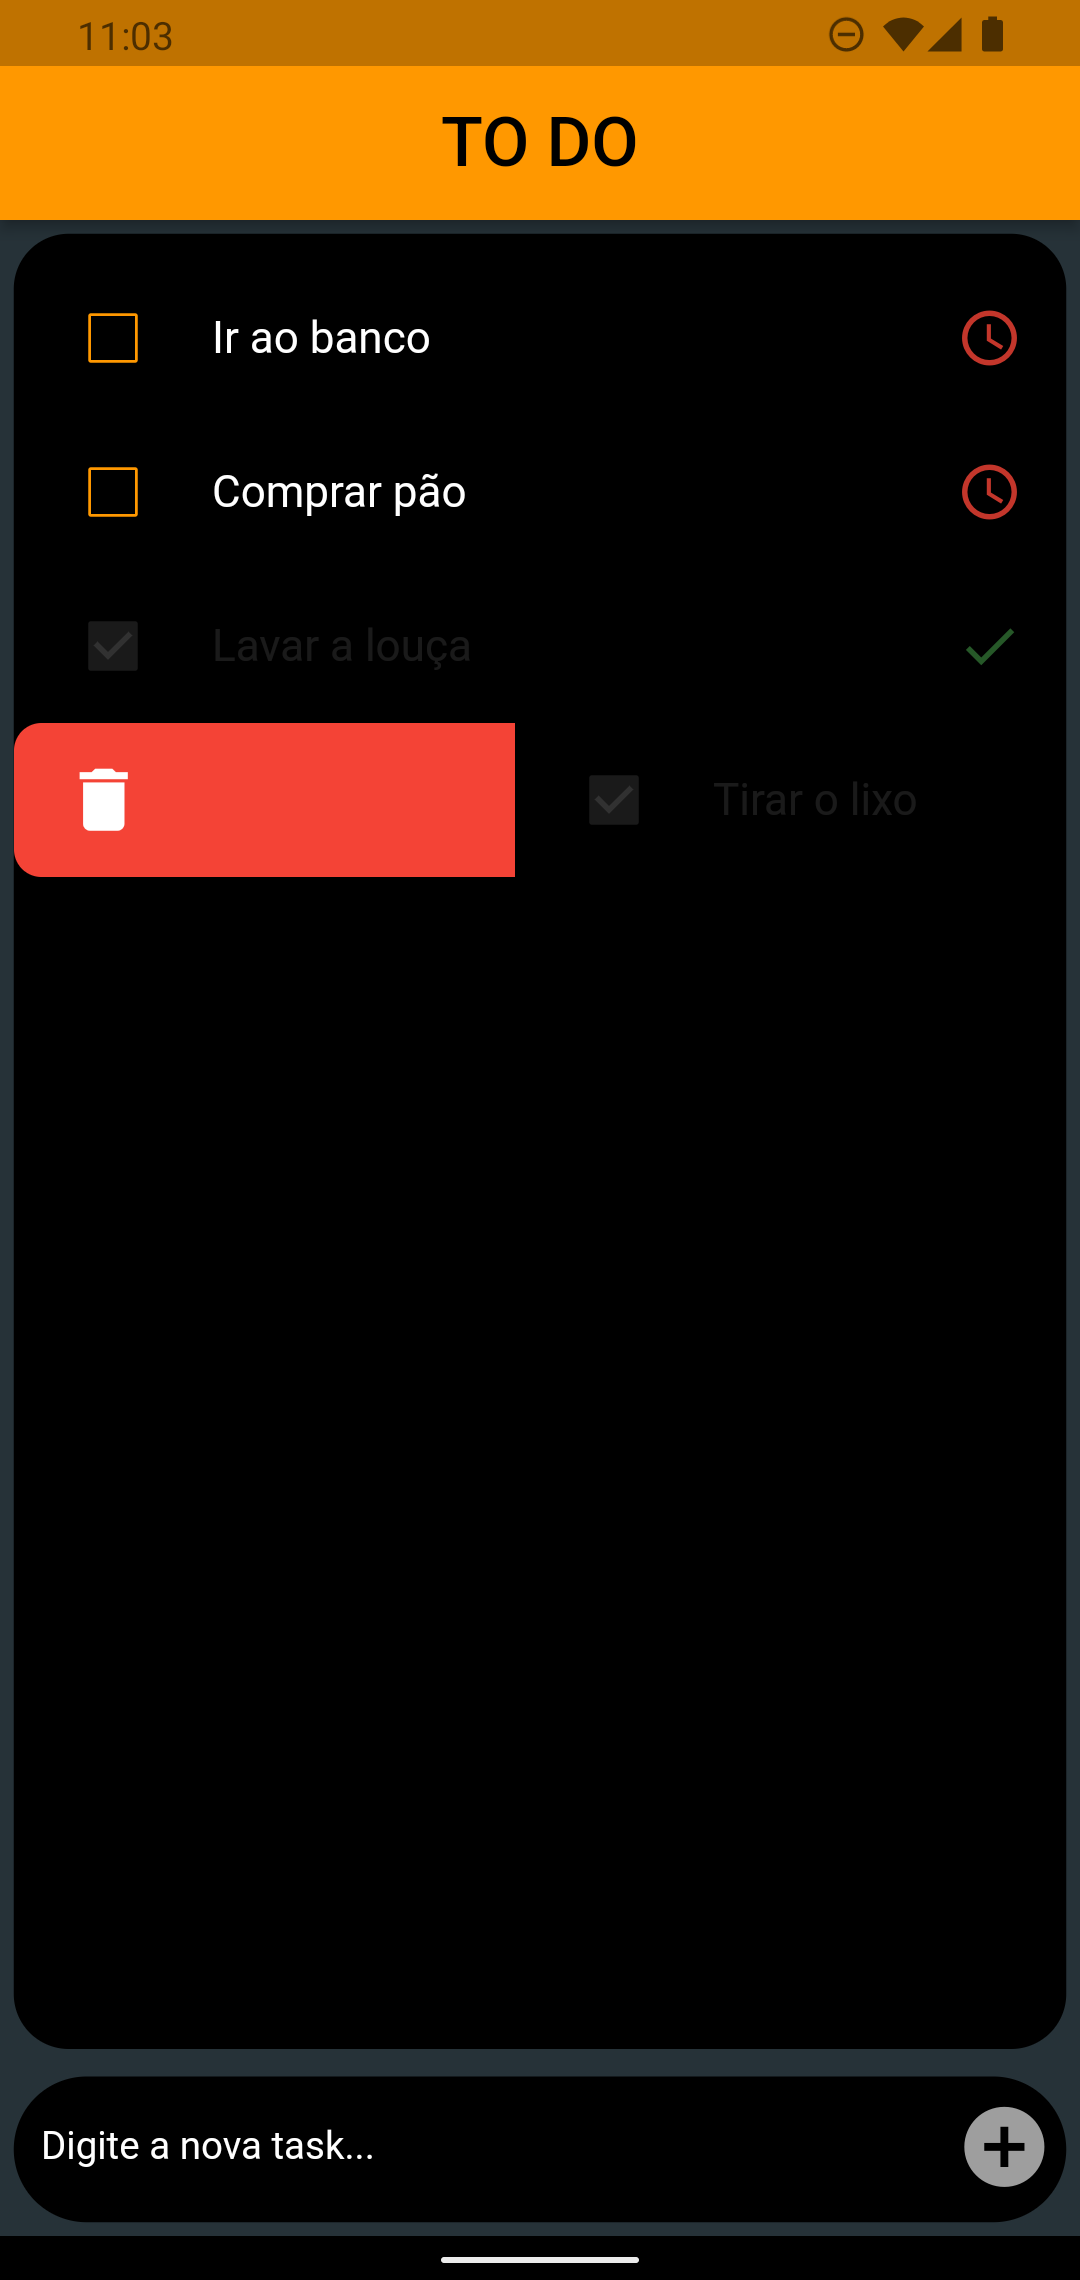 11:03
TO DO
Ir ao banco
Comprar pão
Lavar a louça
Tirar o lixo
Digite a nova task...